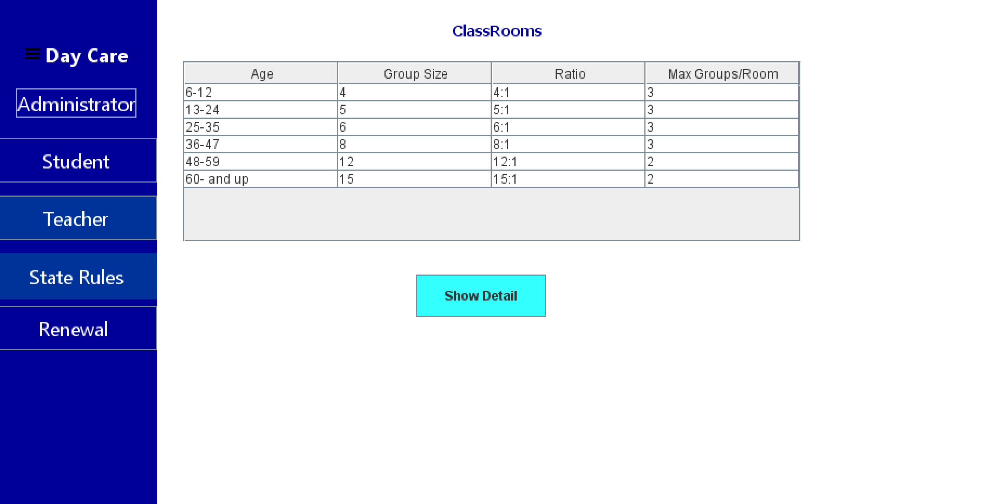 Day Care
Administrator
Student
Teacher
State Rules
Renewal
ClassRooms
Age Group Size Ratio Max Groups/Room
6-12 4 4:1 3
13-24 5 5:1 3
25-35 6 6:1 3
36-47 8 8:1 3
48-59 12 12:1 2
60- and up 15 15:1 2
Show Detail